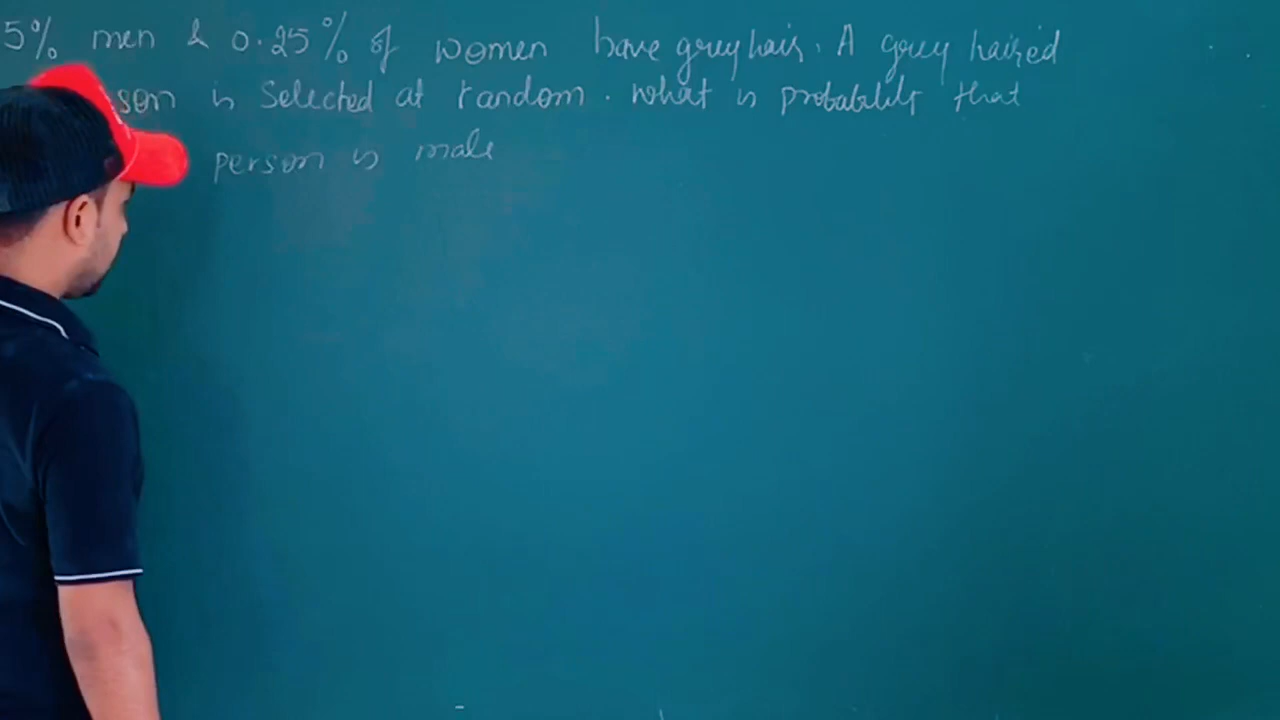 5% men & 0.25% of women have grey hair. A grey haired
son is selected at random. what is probability that
person is male